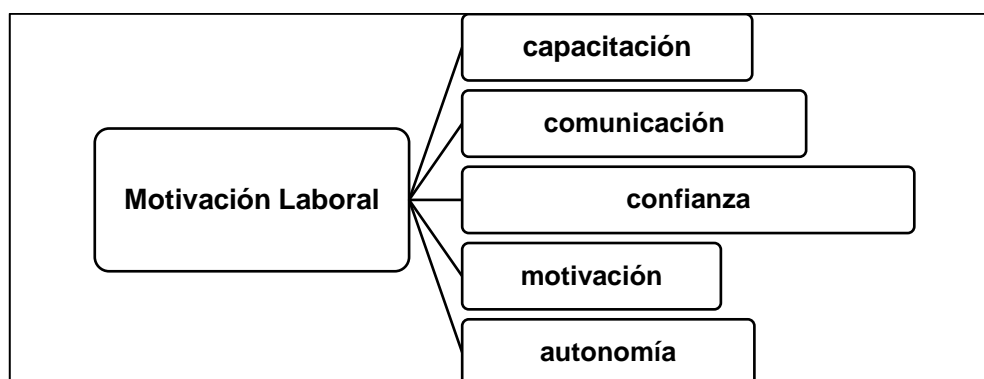 Motivación Laboral
capacitación
comunicación
confianza
motivación
autonomía